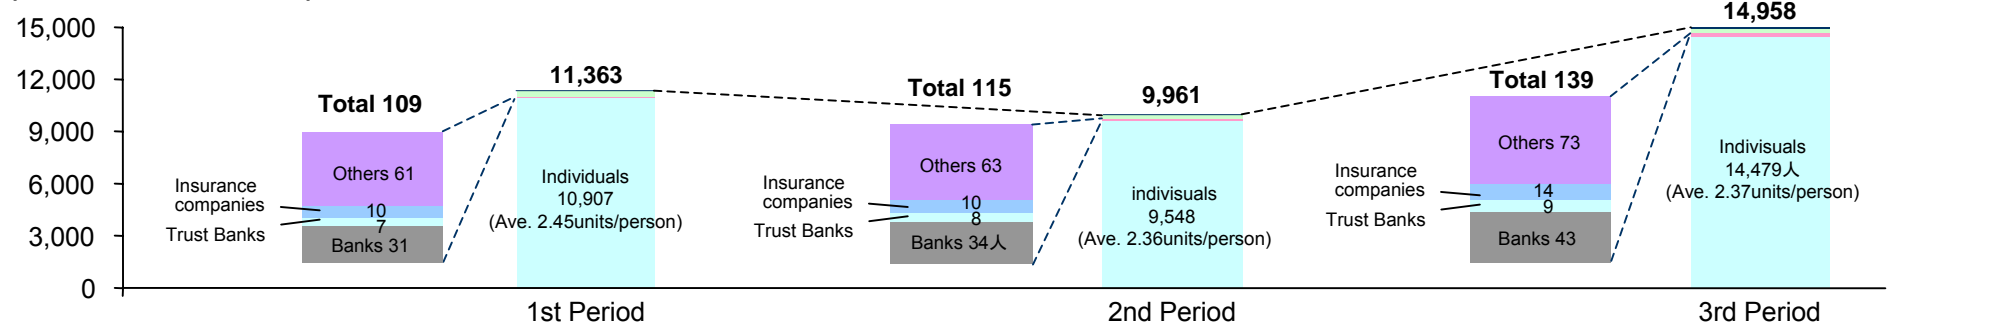 15,000
12,000
9,000
6,000
3,000
0
Total 109
Others 61
Insurance
companies
10
7
Trust Banks
Banks 31
11,363
Individuals
10,907
(Ave. 2.45units/person)
1st Period
Total 115
Others 63
Insurance
companies
10
8
Trust Banks
Banks 34人
9,961
indivisuals
9,548
(Ave. 2.36units/person)
2nd Period
Total 139
Others 73
Insurance
companies
14
9
Trust Banks
Banks 43
14,958
Indivisuals
14,479人
(Ave. 2.37units/person)
3rd Period